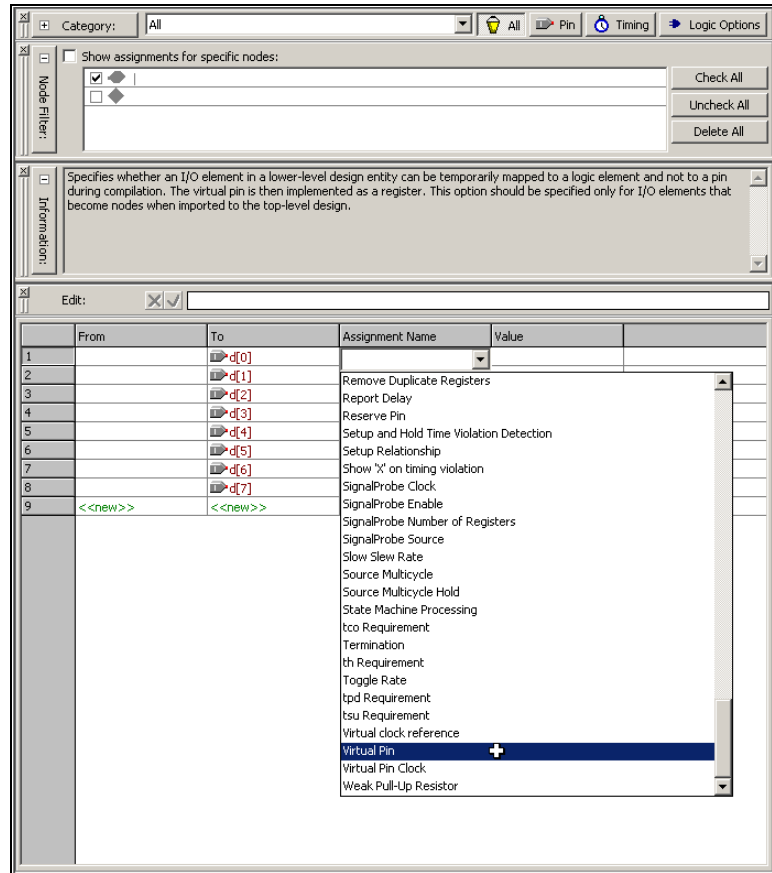 Category: All All Pin Timing Logic Options
Show assignments for specific nodes:
Node Filter:
Check All
Uncheck All
Delete All
Information:
Specifies whether an I/O element in a lower-level design entity can be temporarily mapped to a logic element and not to a pin
during compilation. The virtual pin is then implemented as a register. This option should be specified only for I/O elements that
become nodes when imported to the top-level design.
Edit:
From To Assignment Name Value
1 d[0]
2 d[1]
3 d[2]
4 d[3]
5 d[4]
6 d[5]
7 d[6]
8 d[7]
9 <<new>> <<new>>
Remove Duplicate Registers
Report Delay
Reserve Pin
Setup and Hold Time Violation Detection
Setup Relationship
Show 'X' on timing violation
SignalProbe Clock
SignalProbe Enable
SignalProbe Number of Registers
SignalProbe Source
Slow Slew Rate
Source Multicycle
Source Multicycle Hold
State Machine Processing
tco Requirement
Termination
th Requirement
Toggle Rate
tpd Requirement
tsu Requirement
Virtual clock reference
Virtual Pin
Virtual Pin Clock
Weak Pull-Up Resistor